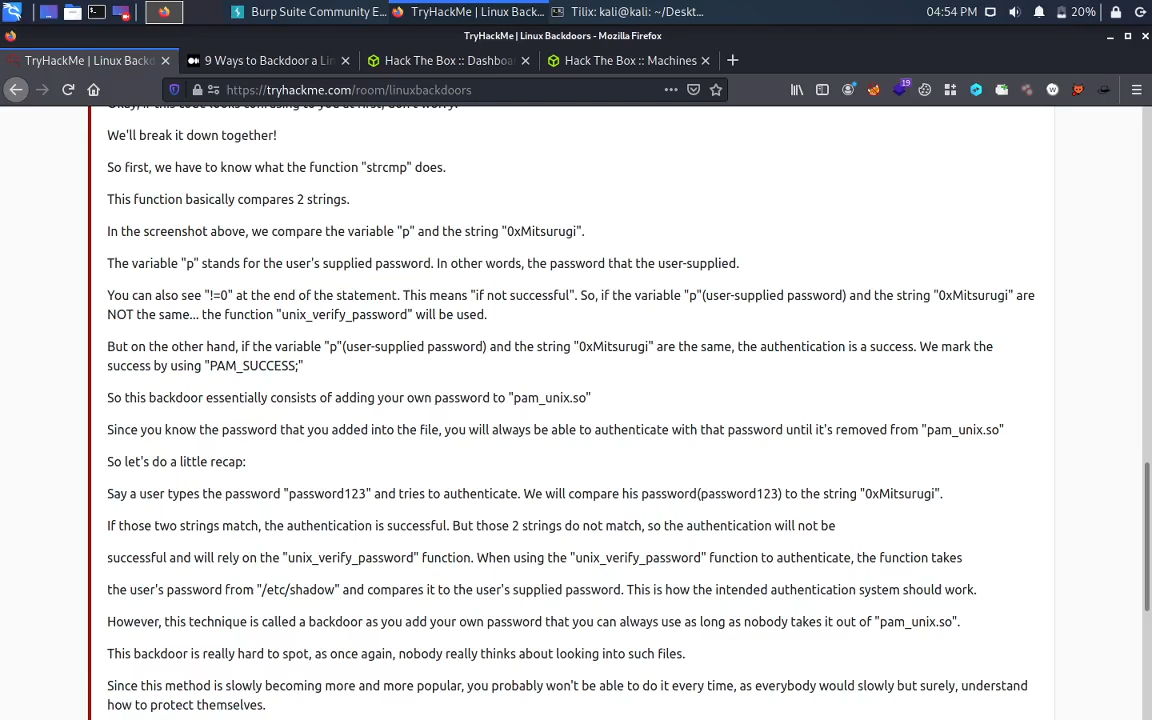 Burp Suite Community E...
TryHackMe | Linux Back...
Tilix: kali@kali: ~/Deskt...
04:54 PM
20%
TryHackMe | Linux Backdoors - Mozilla Firefox
TryHackMe | Linux Backd
9 Ways to Backdoor a Lin
Hack The Box :: Dashboa
Hack The Box :: Machines
https://tryhackme.com/room/linuxbackdoors
19
Okay, if this code looks confusing to you at first, don't worry.
We'll break it down together!
So first, we have to know what the function "strcmp" does.
This function basically compares 2 strings.
In the screenshot above, we compare the variable "p" and the string "0xMitsurugi".
The variable "p" stands for the user's supplied password. In other words, the password that the user-supplied.
You can also see "!=0" at the end of the statement. This means "if not successful". So, if the variable "p"(user-supplied password) and the string "0xMitsurugi" are
NOT the same... the function "unix_verify_password" will be used.
But on the other hand, if the variable "p"(user-supplied password) and the string "0xMitsurugi" are the same, the authentication is a success. We mark the
success by using "PAM_SUCCESS;"
So this backdoor essentially consists of adding your own password to "pam_unix.so"
Since you know the password that you added into the file, you will always be able to authenticate with that password until it's removed from "pam_unix.so"
So let's do a little recap:
Say a user types the password "password123" and tries to authenticate. We will compare his password(password123) to the string "0xMitsurugi".
If those two strings match, the authentication is successful. But those 2 strings do not match, so the authentication will not be
successful and will rely on the "unix_verify_password" function. When using the "unix_verify_password" function to authenticate, the function takes
the user's password from "/etc/shadow" and compares it to the user's supplied password. This is how the intended authentication system should work.
However, this technique is called a backdoor as you add your own password that you can always use as long as nobody takes it out of "pam_unix.so".
This backdoor is really hard to spot, as once again, nobody really thinks about looking into such files.
Since this method is slowly becoming more and more popular, you probably won't be able to do it every time, as everybody would slowly but surely, understand
how to protect themselves.